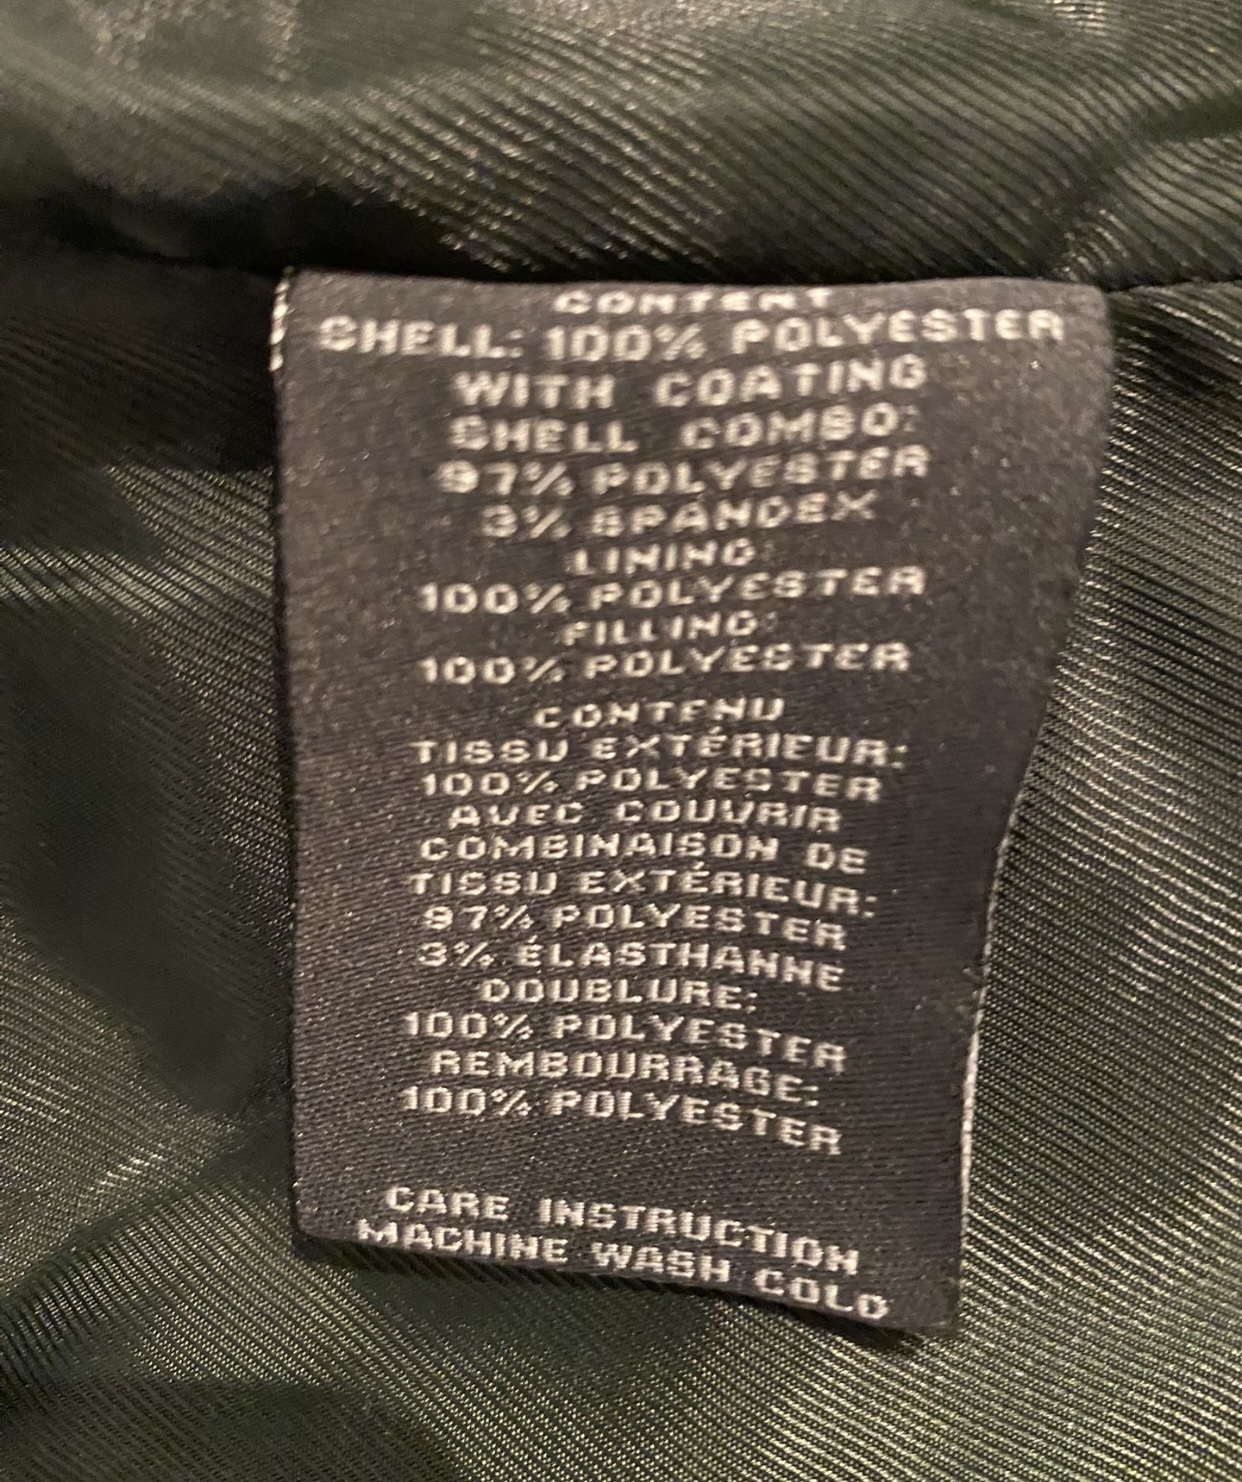 CONTENT
SHELL: 100% POLYESTER
WITH COATING
SHELL COMBO:
97% POLYESTER
3% SPANDEX
LINING:
100% POLYESTER
FILLING:
100% POLYESTER
CONTENU
TISSU EXTÉRIEUR:
100% POLYESTER
AVEC COUVRIR
COMBINAISON DE
TISSU EXTÉRIEUR:
97% POLYESTER
3% ÉLASTHANNE
DOUBLURE:
100% POLYESTER
REMBOURRAGE:
100% POLYESTER
CARE INSTRUCTION
MACHINE WASH COLD